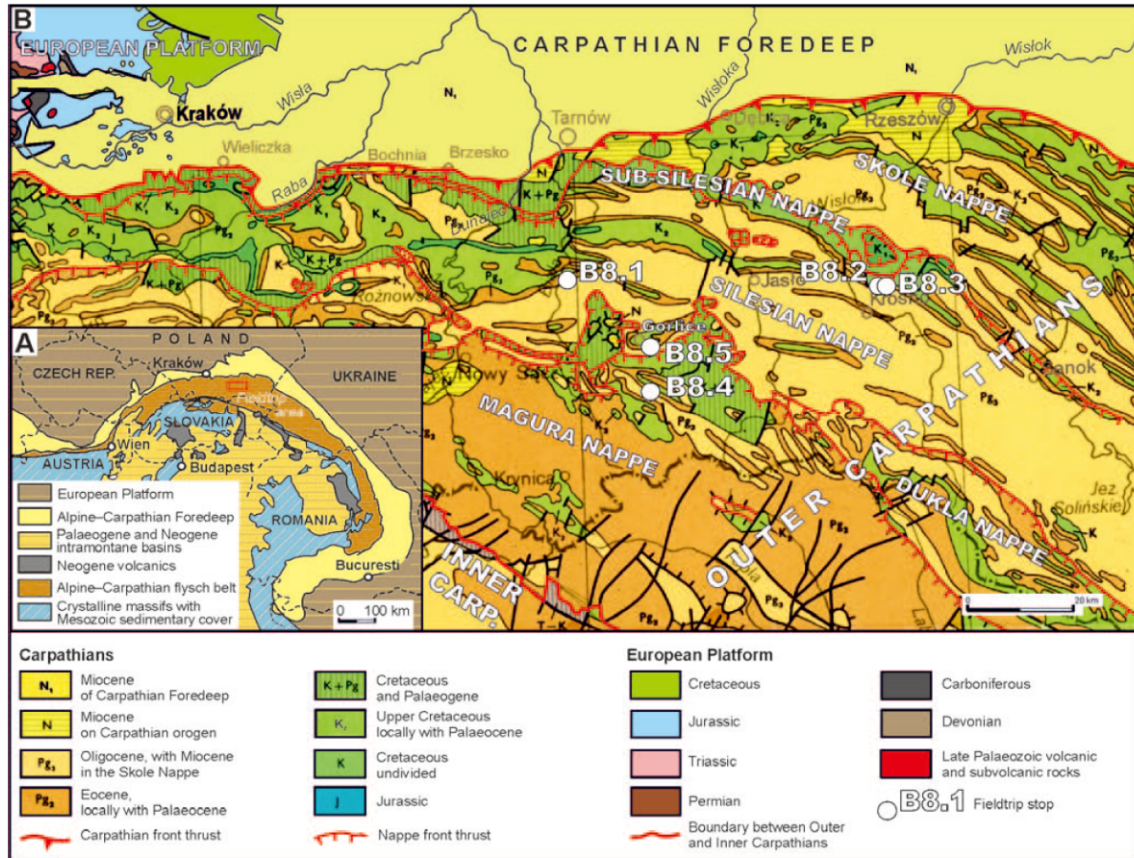 B
EUROPEAN PLATFORM
CARPATHIAN FOREDEEP
Wisłok
Wisłoka
N₁
Wisła
Kraków
Tarnów
Dębica
Rzeszów
Wieliczka
Bochnia
Brzesko
Raba
Dunajec
K+Pg
SUB-SILESIAN NAPPE
SKOLE NAPPE
Wisłok
Rożnow
B8.1
B8.2
B8.3
Jasło
Krosno
SILESIAN NAPPE
Gorlice
B8.5
B8.4
Nowy Sącz
Sanok
MAGURA NAPPE
Krynica
OUTER CARPATHIANS
DUKLA NAPPE
Jez.
Solińskie
INNER
CARP.
T-K
20 km
A
POLAND
CZECH REP.
Kraków
UKRAINE
Fieldtrip
area
SLOVAKIA
Wien
AUSTRIA
Budapest
ROMANIA
Bucuresti
European Platform
Alpine–Carpathian Foredeep
Palaeogene and Neogene
intramontane basins
Neogene volcanics
Alpine–Carpathian flysch belt
Crystalline massifs with
Mesozoic sedimentary cover
0 100 km
Carpathians
N₁ Miocene
of Carpathian Foredeep
N Miocene
on Carpathian orogen
Pg₃ Oligocene, with Miocene
in the Skole Nappe
Pg₂ Eocene,
locally with Palaeocene
Carpathian front thrust
K+Pg Cretaceous
and Palaeogene
K₂ Upper Cretaceous
locally with Palaeocene
K Cretaceous
undivided
J Jurassic
Nappe front thrust
European Platform
Cretaceous
Jurassic
Triassic
Permian
Boundary between Outer
and Inner Carpathians
Carboniferous
Devonian
Late Palaeozoic volcanic
and subvolcanic rocks
B8.1 Fieldtrip stop